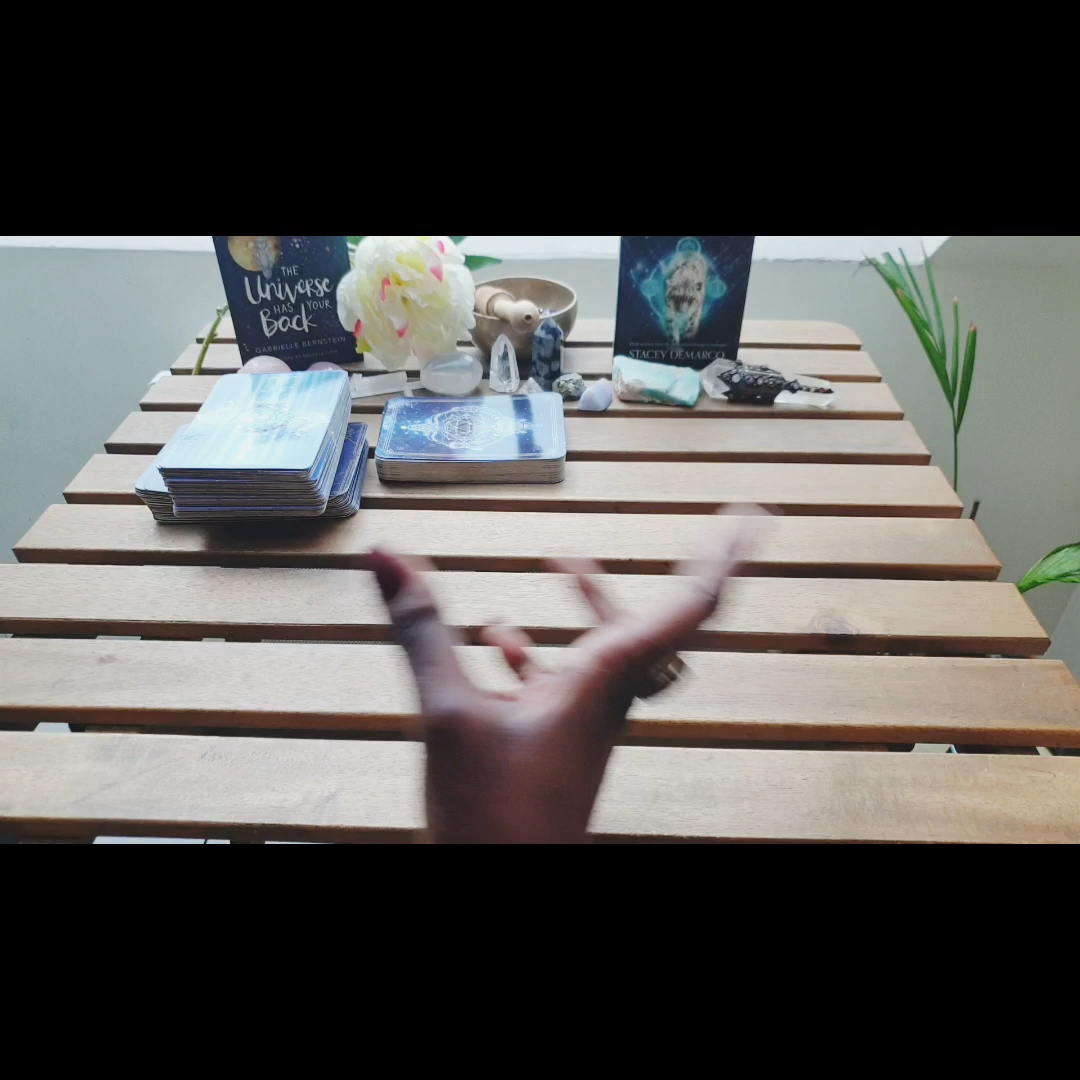 THE
Universe
HAS YOUR
Back
GABRIELLE BERNSTEIN
STACEY DEMARCO